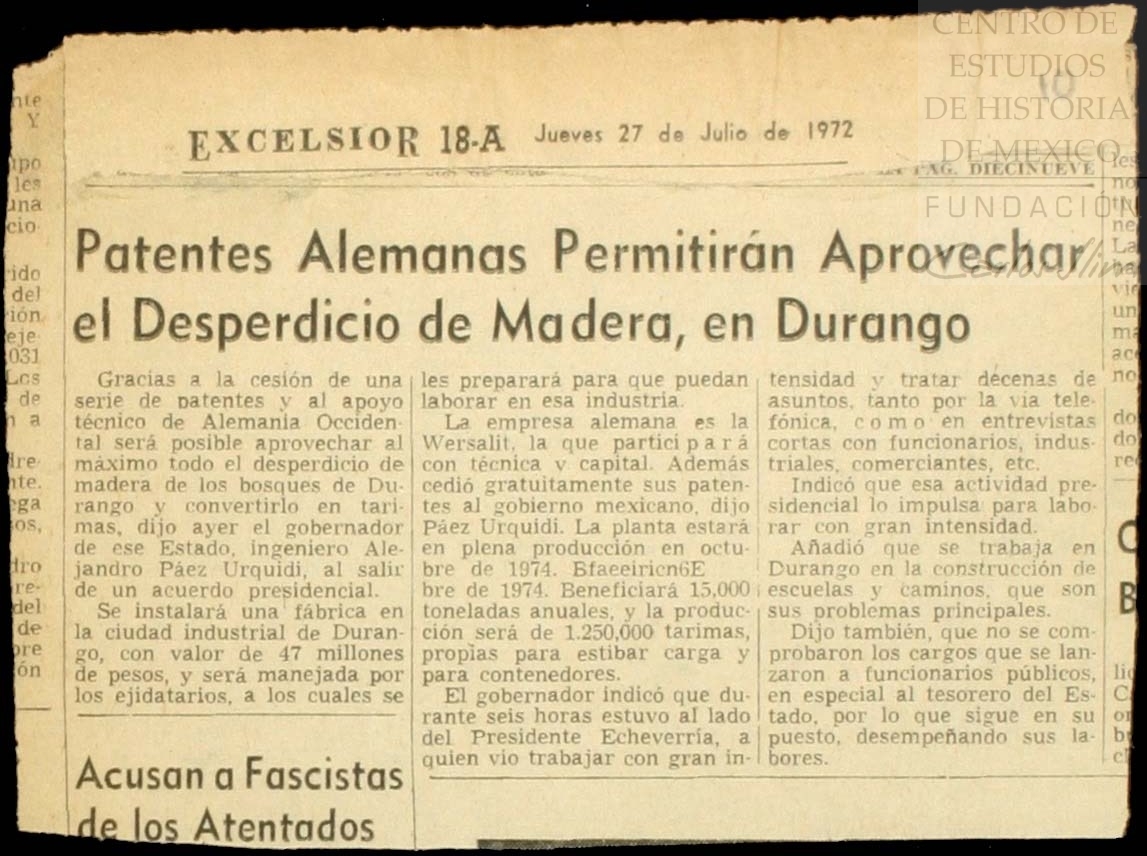 CENTRO DE
ESTUDIOS
DE HISTORIA
DE MEXICO
FUNDACIÓN
Carlos Slim
10
EXCELSIOR 18-A Jueves 27 de Julio de 1972
PAG. DIECINUEVE
Patentes Alemanas Permitirán Aprovechar
el Desperdicio de Madera, en Durango
Gracias a la cesión de una
serie de patentes y al apoyo
técnico de Alemania Occiden-
tal será posible aprovechar al
máximo todo el desperdicio de
madera de los bosques de Du-
rango y convertirlo en tari-
mas, dijo ayer el gobernador
de ese Estado, ingeniero Ale-
jandro Páez Urquidi, al salir
de un acuerdo presidencial.
Se instalará una fábrica en
la ciudad industrial de Duran-
go, con valor de 47 millones
de pesos, y será manejada por
los ejidatarios, a los cuales se
les preparará para que puedan
laborar en esa industria.
La empresa alemana es la
Wersalit, la que participará
con técnica y capital. Además
cedió gratuitamente sus paten-
tes al gobierno mexicano, dijo
Páez Urquidi. La planta estará
en plena producción en octu-
bre de 1974. Bfaeeiricn6E
bre de 1974. Beneficiará 15,000
toneladas anuales, y la produc-
ción será de 1.250,000 tarimas,
propias para estibar carga y
para contenedores.
El gobernador indicó que du-
rante seis horas estuvo al lado
del Presidente Echeverría, a
quien vio trabajar con gran in-
tensidad y tratar décenas de
asuntos, tanto por la vía tele-
fónica, como en entrevistas
cortas con funcionarios, indus-
triales, comerciantes, etc.
Indicó que esa actividad pre-
sidencial lo impulsa para labo-
rar con gran intensidad.
Añadió que se trabaja en
Durango en la construcción de
escuelas y caminos, que son
sus problemas principales.
Dijo también, que no se com-
probaron los cargos que se lan-
zaron a funcionarios públicos,
en especial al tesorero del Es-
tado, por lo que sigue en su
puesto, desempeñando sus la-
bores.
Acusan a Fascistas
de los Atentados